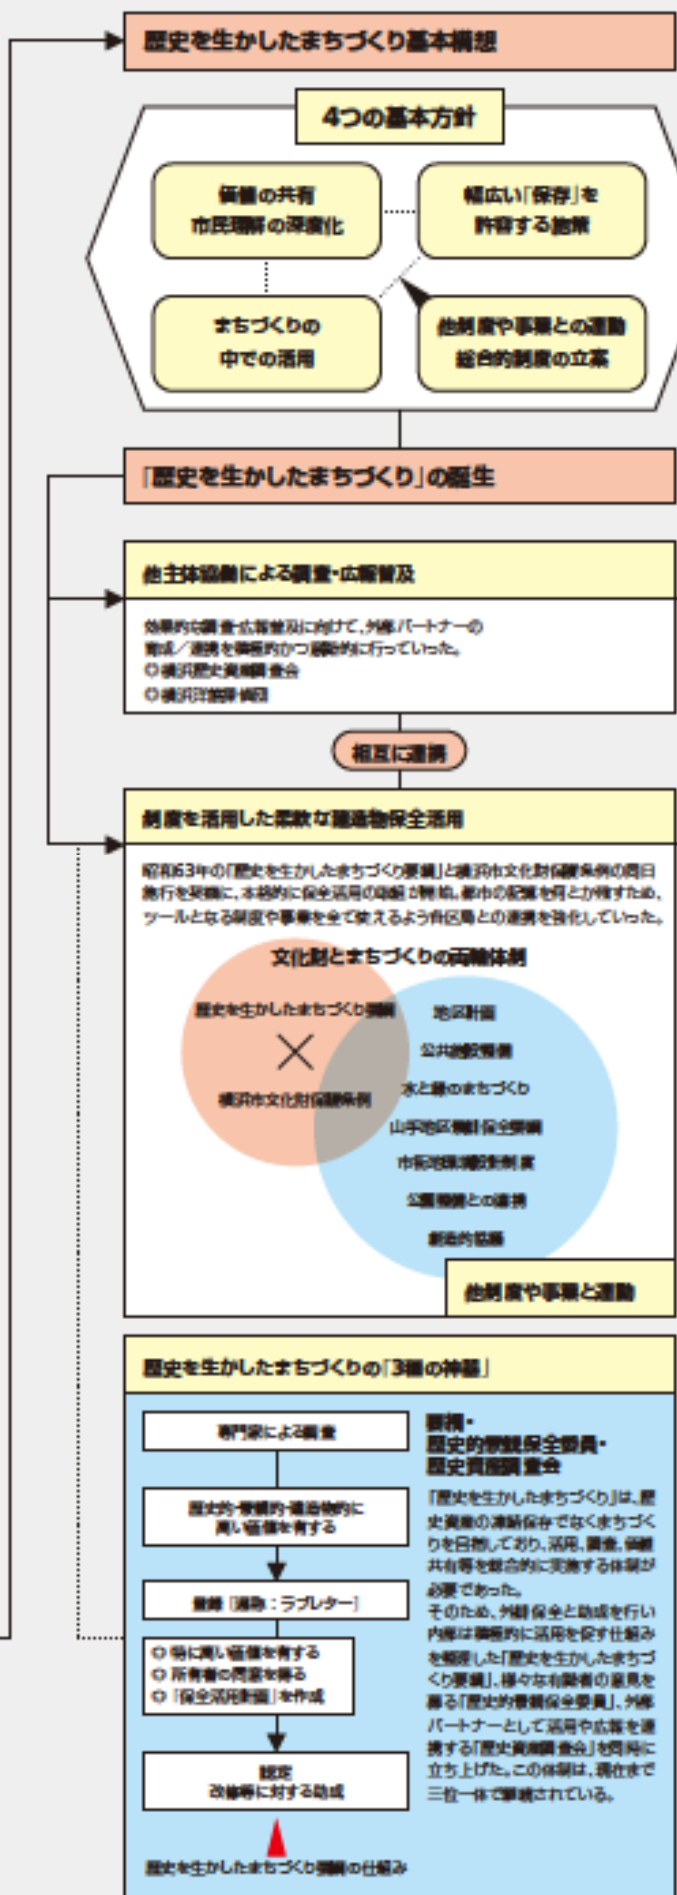 歴史を生かしたまちづくり基本構想
4つの基本方針
価値の共有
市民理解の深度化
幅広い「保存」を
許容する施策
まちづくりの
中での活用
他制度や事業との連動
総合的制度の立案
「歴史を生かしたまちづくり」の誕生
他主体協働による調査・広報普及
効果的な調査・広報普及に向けて、外部パートナーの
育成／連携を積極的かつ
的に行っていった。
◎横浜歴史資産調査会
◎横浜洋館探偵団
相互に連携
制度を活用した柔軟な建造物保全活用
昭和63年の「歴史を生かしたまちづくり要綱」と横浜市文化財保護条例の同日
施行を契機に、本格的に保全活用の取組が開始。都市の記憶を何とか残すため、
ツールとなる制度や事業を全て使えるよう各区局との連携を強化していった。
文化財とまちづくりの両輪体制
歴史を生かしたまちづくり要綱
×
横浜市文化財保護条例
地区計画
公共施設整備
水と緑のまちづくり
山手地区景観保全要綱
市街地環境設計制度
公園整備との連携
創造的協議
他制度や事業と連動
歴史を生かしたまちづくりの「3種の神器」
専門家による調査
歴史的・景観的・建造物的に
高い価値を有する
登録［通称：ラブレター］
◎ 特に高い価値を有する
◎ 所有者の同意を得る
◎ 「保全活用計画」を作成
認定
改修等に対する助成
歴史を生かしたまちづくり要綱の仕組み
要綱・
歴史的景観保全委員・
歴史資産調査会
「歴史を生かしたまちづくり」は、歴
史資産の凍結保存でなくまちづく
りを目指しており、活用、調査、価値
共有等を総合的に実施する体制が
必要であった。
そのため、外観保全と助成を行い
内部は積極的に活用を促す仕組み
を
した「歴史を生かしたまちづ
くり要綱」、様々な有識者の意見を
募る「歴史的景観保全委員」、外部
パートナーとして活用や広報を連
携する「歴史資産調査会」を同時に
立ち上げた。この体制は、現在まで
三位一体で継続されている。